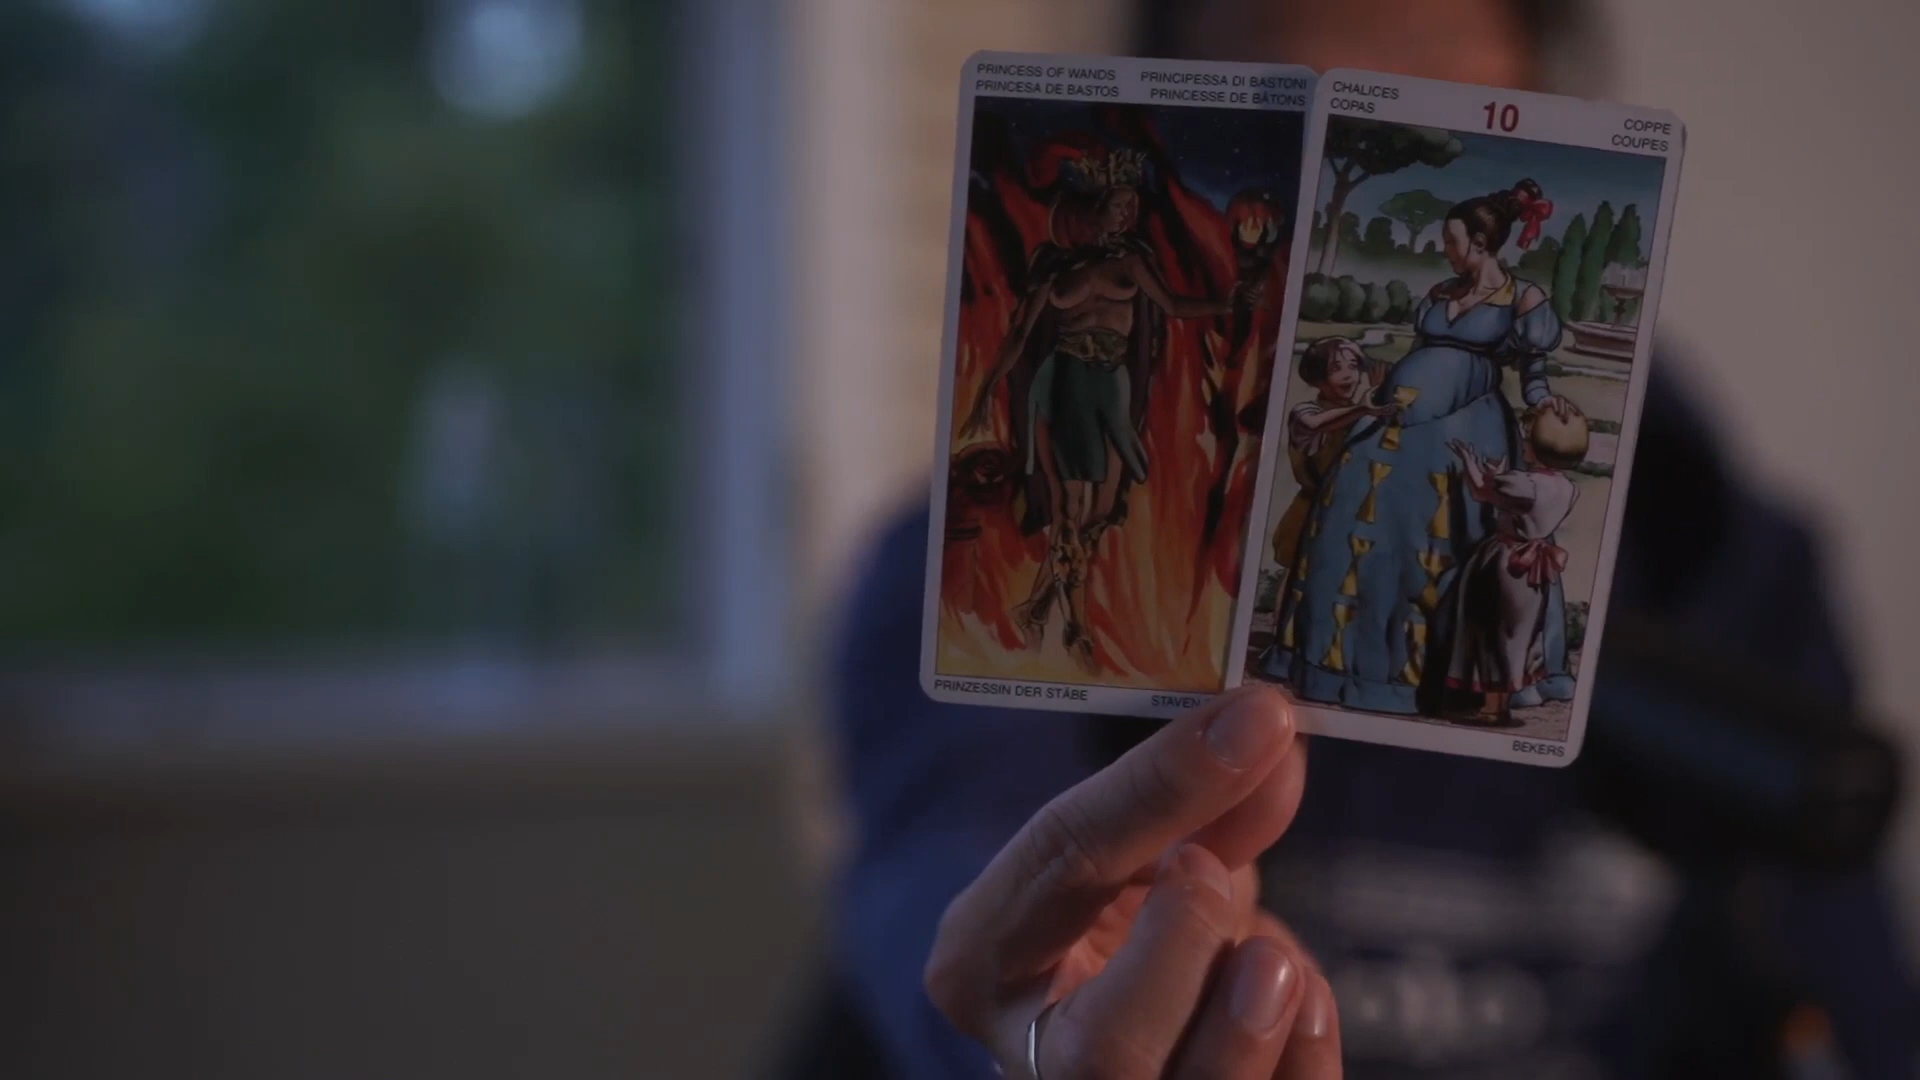 PRINCESS OF WANDS
PRINCESA DE BASTOS
PRINCIPESSA DI BASTONI
PRINCESSE DE BÂTONS
PRINZESSIN DER STÄBE
STAVEN
CHALICES
COPAS
10
COPPE
COUPES
BEKERS